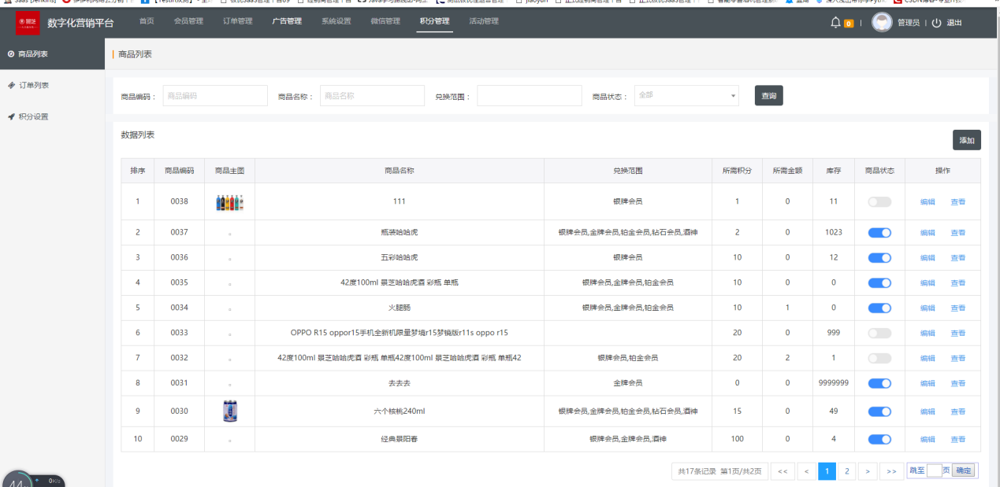 数字化营销平台 首页 会员管理 订单管理 广告管理 系统设置 微信管理 积分管理 活动管理 0 | 管理员 | 退出
商品列表
订单列表
积分设置
商品列表
商品编码： 商品编码 商品名称： 商品名称 兑换范围： 商品状态： 全部 查询
数据列表
添加
排序 商品编码 商品主图 商品名称 兑换范围 所需积分 所需金额 库存 商品状态 操作
1 0038 111 银牌会员 1 0 11 编辑 查看
2 0037 瓶装哈哈虎 银牌会员,金牌会员,铂金会员,钻石会员,酒神 2 0 1023 编辑 查看
3 0036 五彩哈哈虎 银牌会员 10 0 12 编辑 查看
4 0035 42度100ml 景芝哈哈虎酒 彩瓶 单瓶 银牌会员,金牌会员,铂金会员 10 0 0 编辑 查看
5 0034 火腿肠 银牌会员,金牌会员,铂金会员 10 1 0 编辑 查看
6 0033 OPPO R15 oppor15手机全新机限量梦境r15梦镜版r11s oppo r15 20 0 999 编辑 查看
7 0032 42度100ml 景芝哈哈虎酒 彩瓶 单瓶42度100ml 景芝哈哈虎酒 彩瓶 单瓶42 银牌会员,铂金会员 20 2 1 编辑 查看
8 0031 去去去 金牌会员 0 0 9999999 编辑 查看
9 0030 六个核桃240ml 银牌会员,金牌会员,铂金会员,钻石会员,酒神 15 0 49 编辑 查看
10 0029 经典景阳春 银牌会员,金牌会员,酒神 100 0 4 编辑 查看
共17条记录 第1页/共2页 << < 1 2 > >> 跳至 页 确定